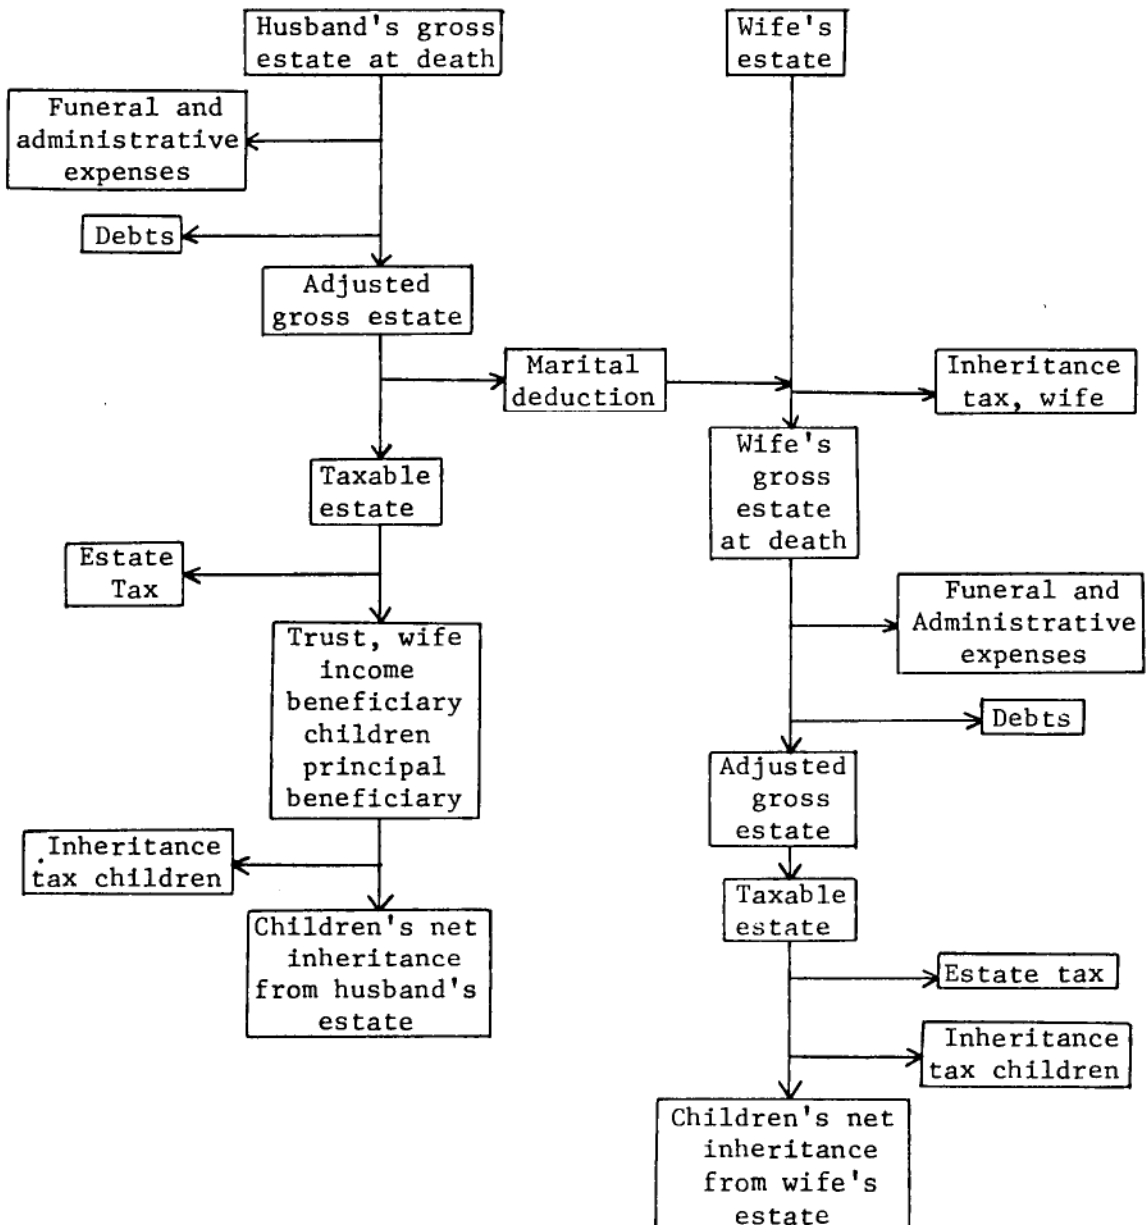 Husband's gross
estate at death
Wife's
estate
Funeral and
administrative
expenses
Debts
Adjusted
gross estate
Marital
deduction
Inheritance
tax, wife
Taxable
estate
Wife's
gross
estate
at death
Estate
Tax
Funeral and
Administrative
expenses
Trust, wife
income
beneficiary
children
principal
beneficiary
Debts
Adjusted
gross
estate
Inheritance
tax children
Taxable
estate
Children's net
inheritance
from husband's
estate
Estate tax
Inheritance
tax children
Children's net
inheritance
from wife's
estate